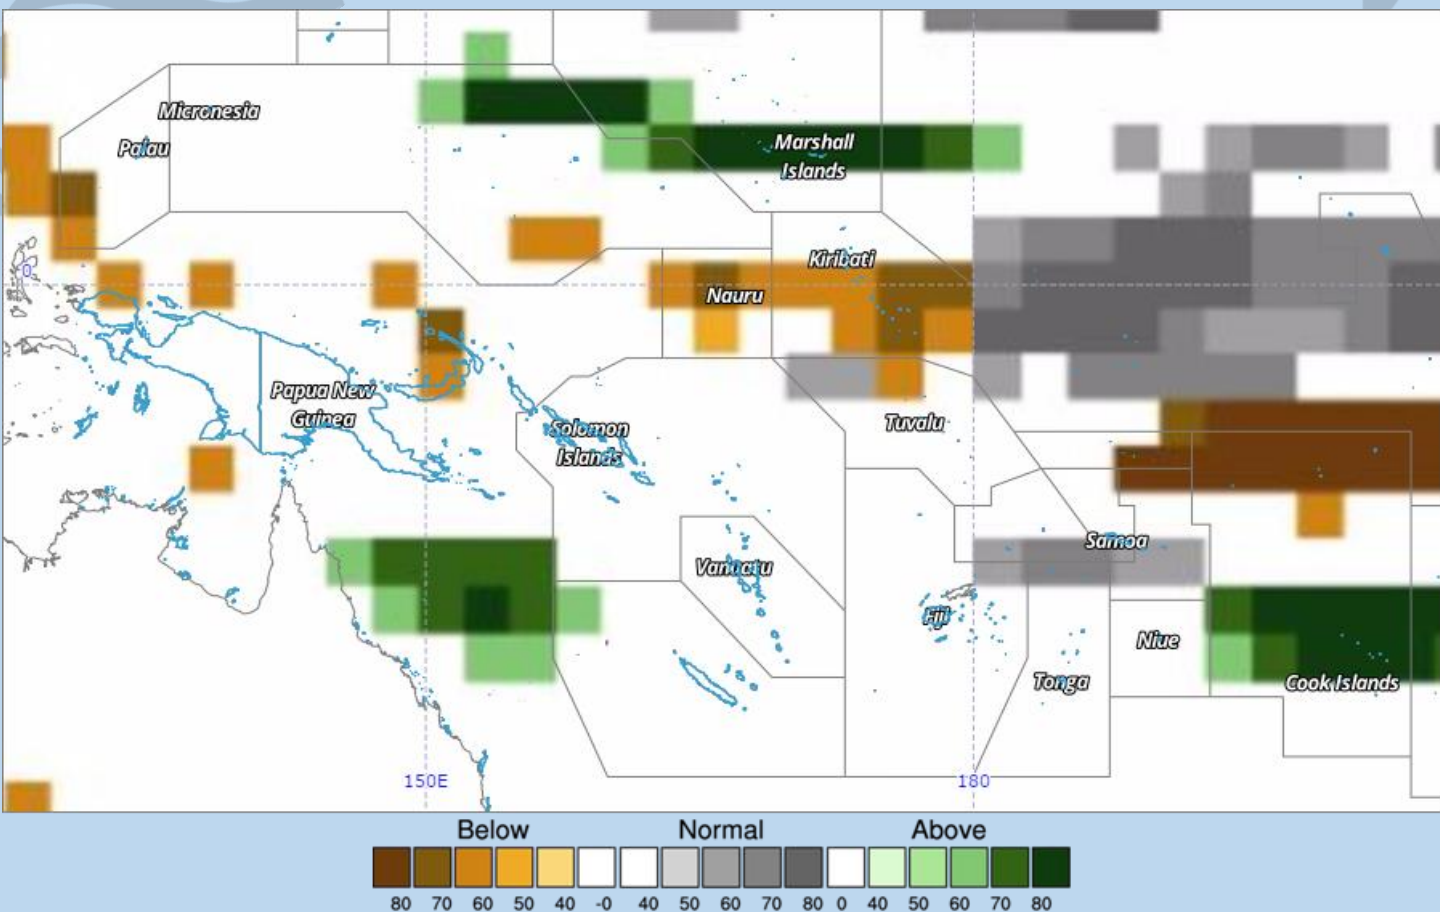 Micronesia
Palau
Marshall
Islands
Kiribati
0
Nauru
Papua New
Guinea
Solomon
Islands
Tuvalu
Samoa
Vanuatu
Fiji
Niue
Tonga
Cook Islands
150E
180
Below Normal Above
80 70 60 50 40 -0 40 50 60 70 80 0 40 50 60 70 80